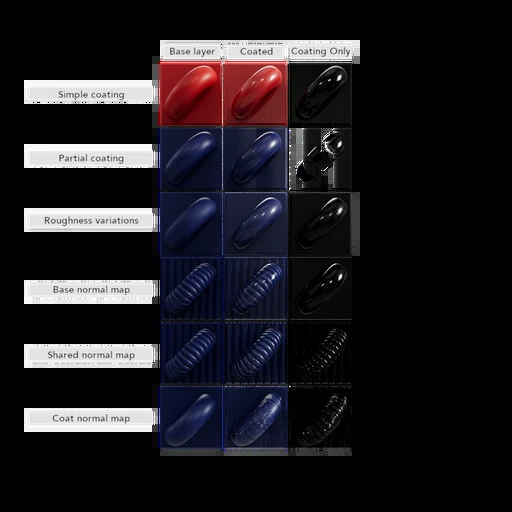 Base layer Coated Coating Only
Simple coating
Partial coating
Roughness variations
Base normal map
Shared normal map
Coat normal map